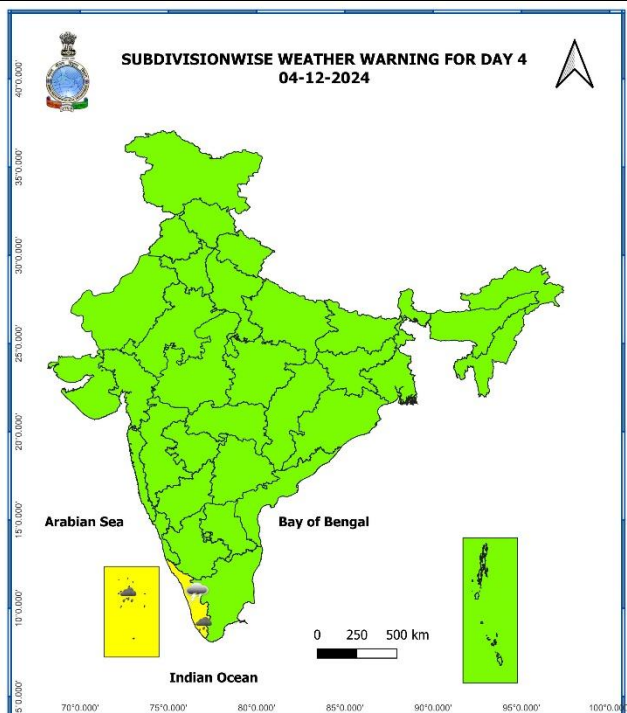 SUBDIVISIONWISE WEATHER WARNING FOR DAY 4
04-12-2024
40°0.000'
35°0.000'
30°0.000'
25°0.000'
20°0.000'
15°0.000'
10°0.000'
5°0.000'
Arabian Sea
Bay of Bengal
0 250 500 km
Indian Ocean
70°0.000' 75°0.000' 80°0.000' 85°0.000' 90°0.000' 95°0.000' 100°0.000'